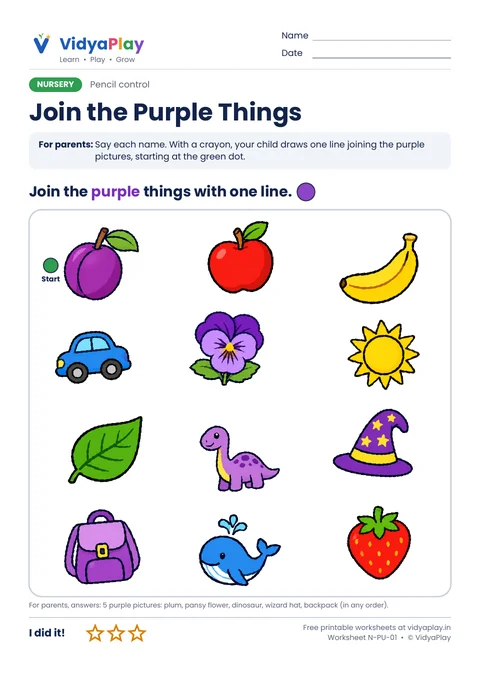 VidyaPlay
Learn • Play • Grow
Name
Date
NURSERY Pencil control
Join the Purple Things
For parents: Say each name. With a crayon, your child draws one line joining the purple
pictures, starting at the green dot.
Join the purple things with one line.
Start
For parents, answers: 5 purple pictures: plum, pansy flower, dinosaur, wizard hat, backpack (in any order).
I did it!
Free printable worksheets at vidyaplay.in
Worksheet N-PU-01 • © VidyaPlay